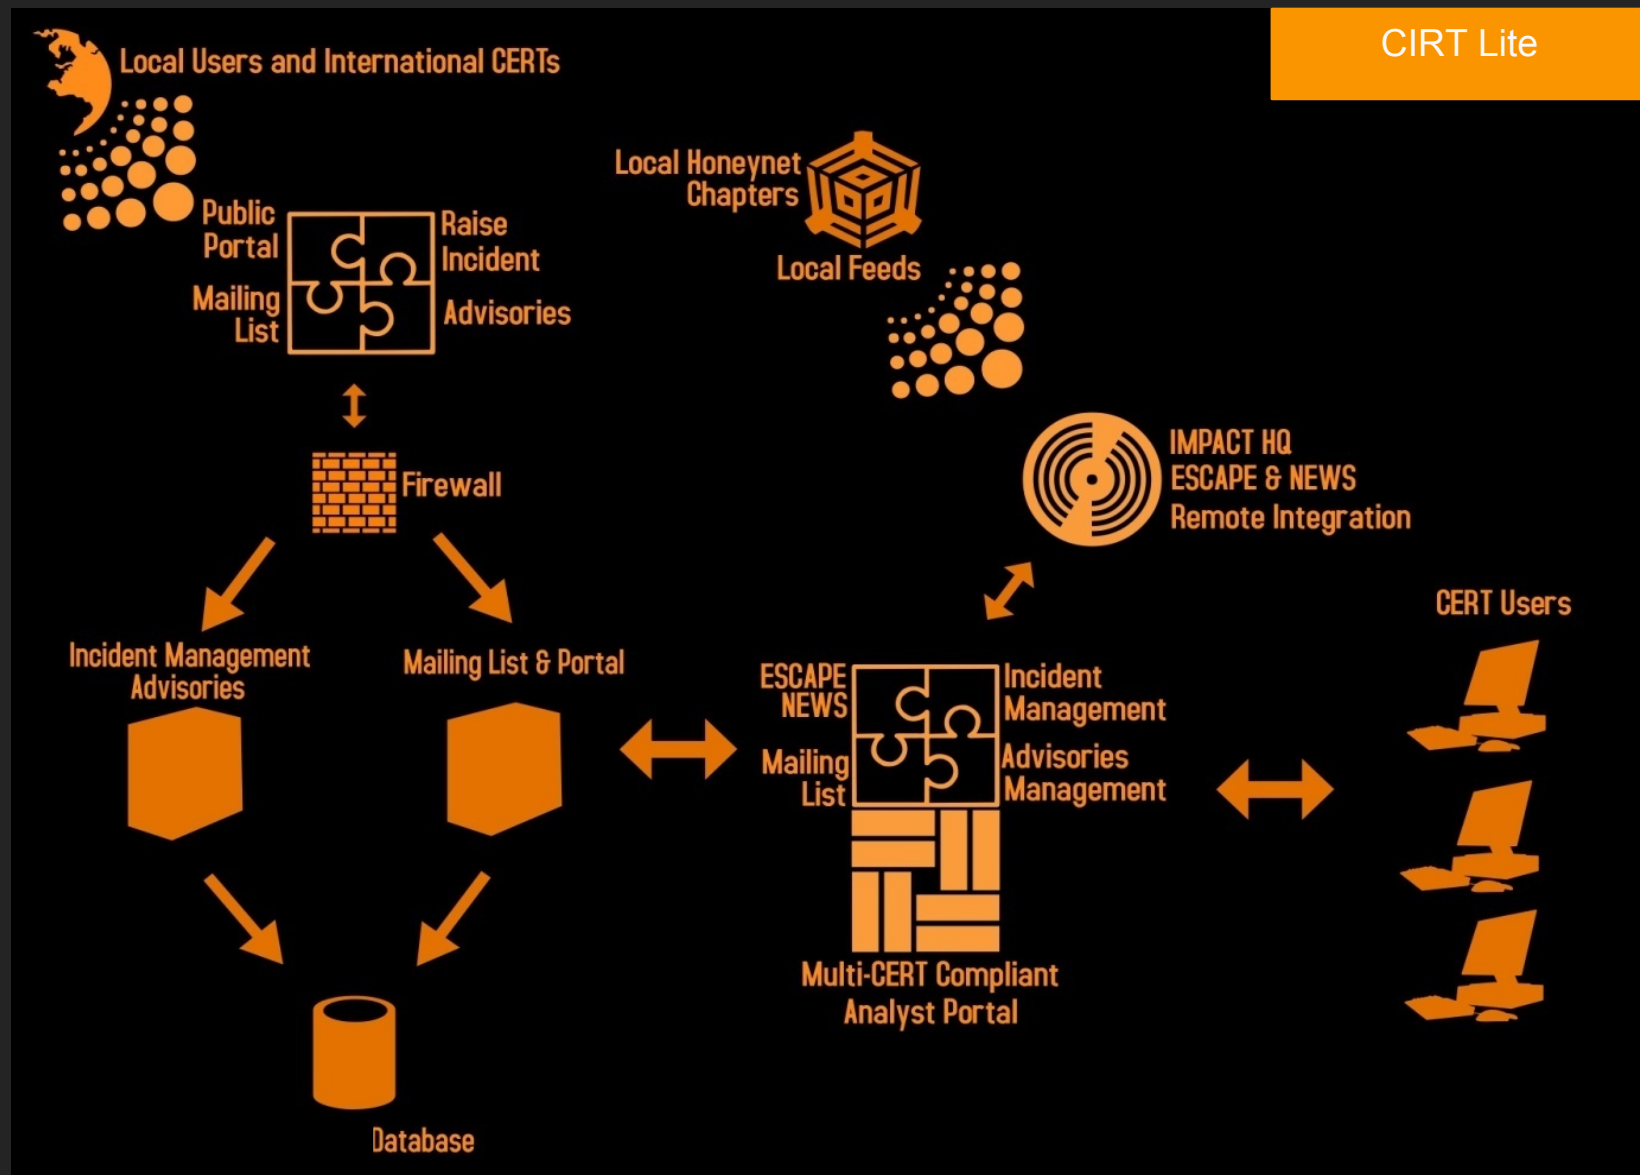 CIRT Lite
Local Users and International CERTs
Public
Portal
Raise
Incident
Mailing
List
Advisories
Local Honeynet
Chapters
Local Feeds
Firewall
IMPACT HQ
ESCAPE & NEWS
Remote Integration
Incident Management
Advisories
Mailing List & Portal
ESCAPE
NEWS
Incident
Management
Mailing
List
Advisories
Management
CERT Users
Multi-CERT Compliant
Analyst Portal
Database